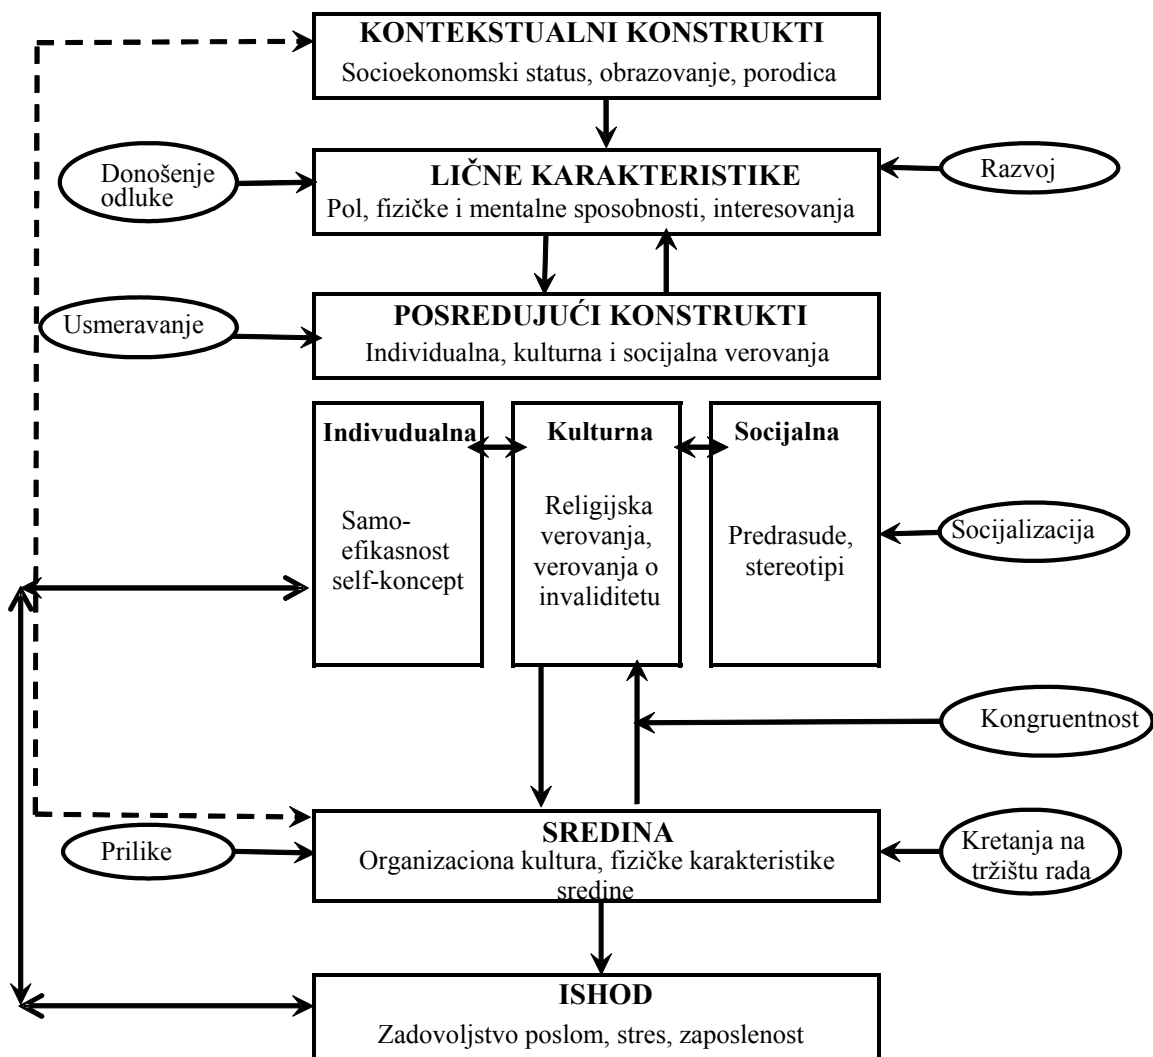 KONTEKSTUALNI KONSTRUKTI
Socioekonomski status, obrazovanje, porodica
Donošenje
odluke
LIČNE KARAKTERISTIKE
Pol, fizičke i mentalne sposobnosti, interesovanja
Razvoj
Usmeravanje
POSREDUJUĆI KONSTRUKTI
Individualna, kulturna i socijalna verovanja
Indivudualna
Kulturna
Socijalna
Samo-
efikasnost
self-koncept
Religijska
verovanja,
verovanja o
invaliditetu
Predrasude,
stereotipi
Socijalizacija
Kongruentnost
Prilike
SREDINA
Organizaciona kultura, fizičke karakteristike
sredine
Kretanja na
tržištu rada
ISHOD
Zadovoljstvo poslom, stres, zaposlenost